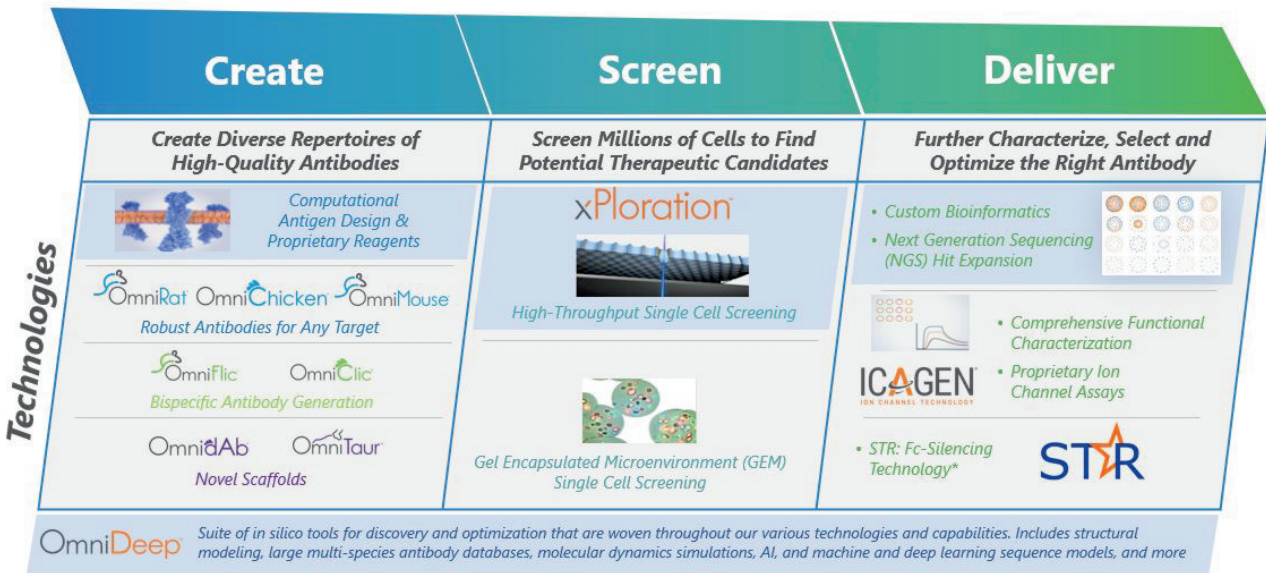 Create
Screen
Deliver
Technologies
Create Diverse Repertoires of
High-Quality Antibodies
Screen Millions of Cells to Find
Potential Therapeutic Candidates
Further Characterize, Select and
Optimize the Right Antibody
Computational
Antigen Design &
Proprietary Reagents
OmniRat OmniChicken OmniMouse
Robust Antibodies for Any Target
OmniFlic OmniClic
Bispecific Antibody Generation
OmnidAb OmniTaur
Novel Scaffolds
xPloration™
High-Throughput Single Cell Screening
Gel Encapsulated Microenvironment (GEM)
Single Cell Screening
• Custom Bioinformatics
• Next Generation Sequencing
(NGS) Hit Expansion
• Comprehensive Functional
Characterization
ICAGEN®
ION CHANNEL TECHNOLOGY
• Proprietary Ion
Channel Assays
• STR: Fc-Silencing
Technology*
STR
OmniDeep™
Suite of in silico tools for discovery and optimization that are woven throughout our various technologies and capabilities. Includes structural
modeling, large multi-species antibody databases, molecular dynamics simulations, AI, and machine and deep learning sequence models, and more